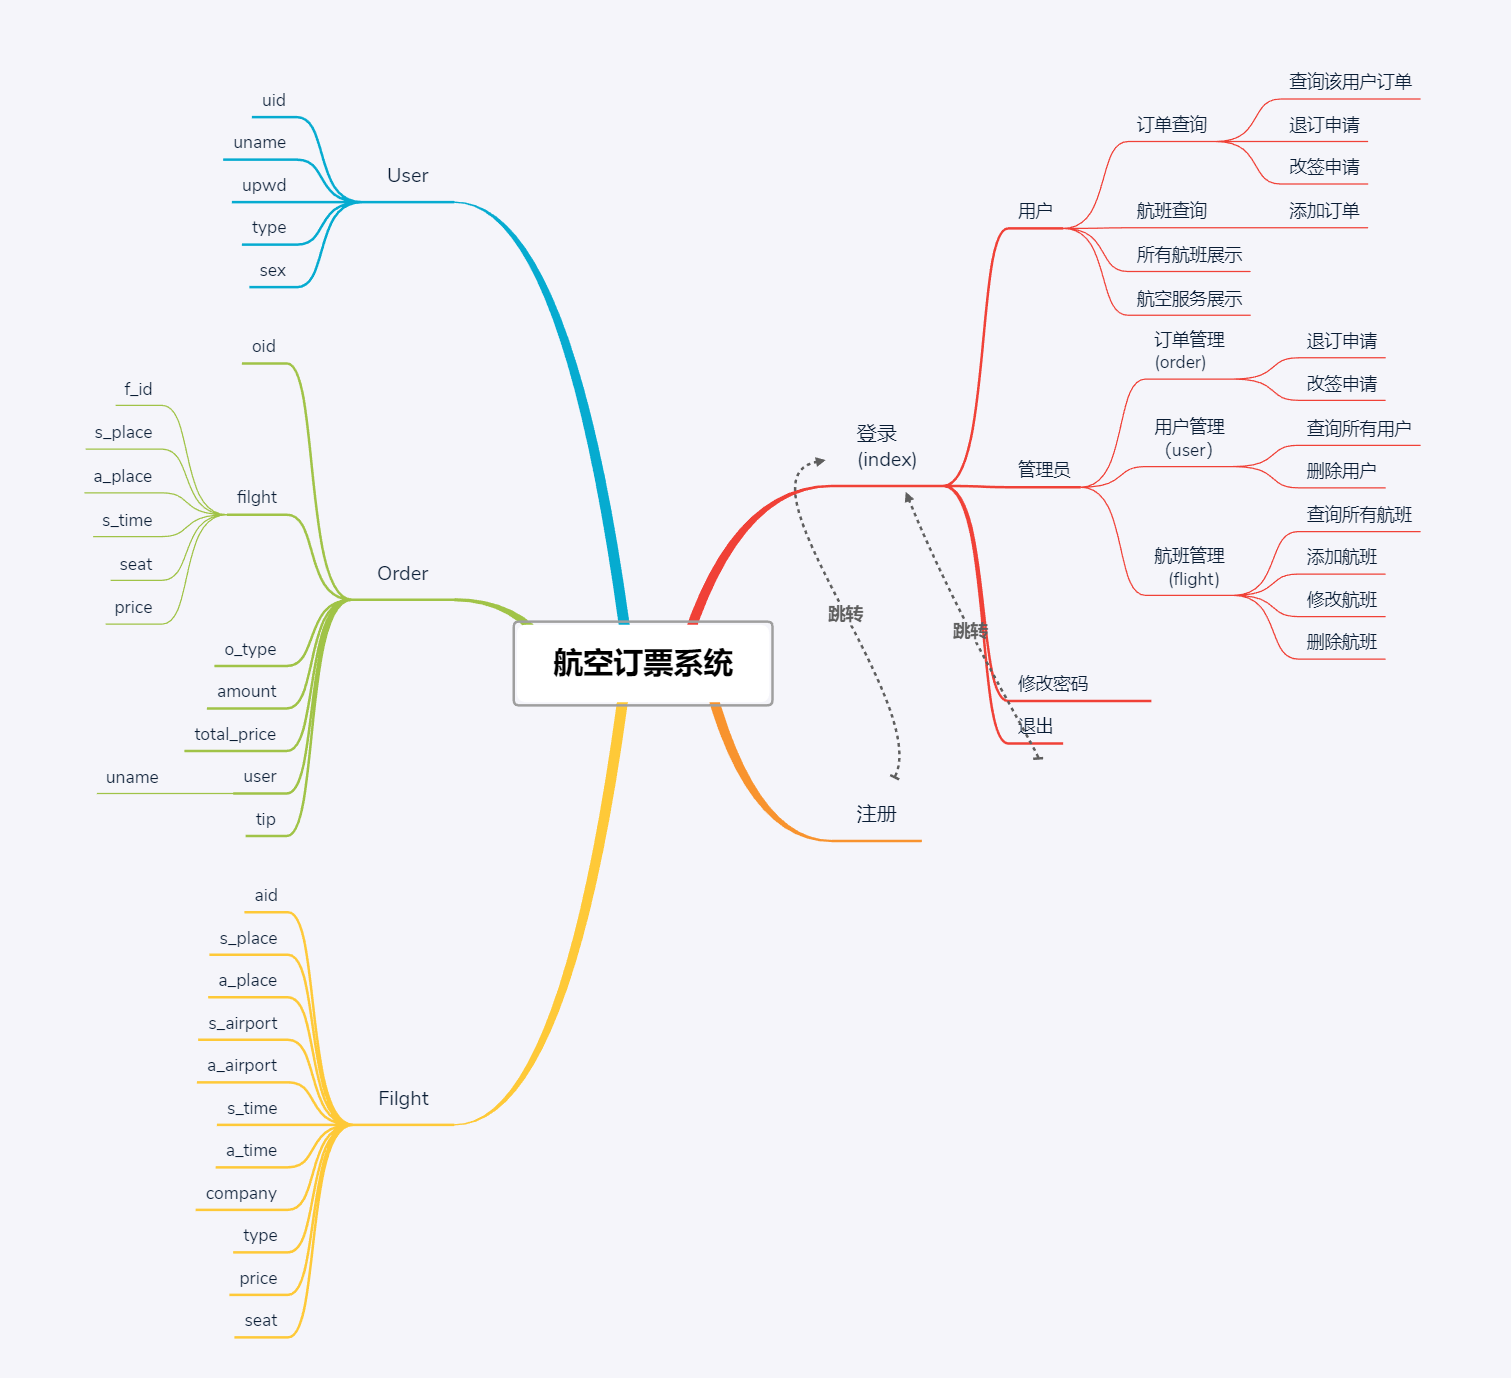 航空订票系统
User
uid
uname
upwd
type
sex
Order
oid
filght
f_id
s_place
a_place
s_time
seat
price
o_type
amount
total_price
user
uname
tip
Filght
aid
s_place
a_place
s_airport
a_airport
s_time
a_time
company
type
price
seat
登录
(index)
用户
订单查询
查询该用户订单
退订申请
改签申请
航班查询
添加订单
所有航班展示
航空服务展示
管理员
订单管理
(order)
退订申请
改签申请
用户管理
（user）
查询所有用户
删除用户
航班管理
(flight)
查询所有航班
添加航班
修改航班
删除航班
修改密码
退出
跳转
跳转
注册